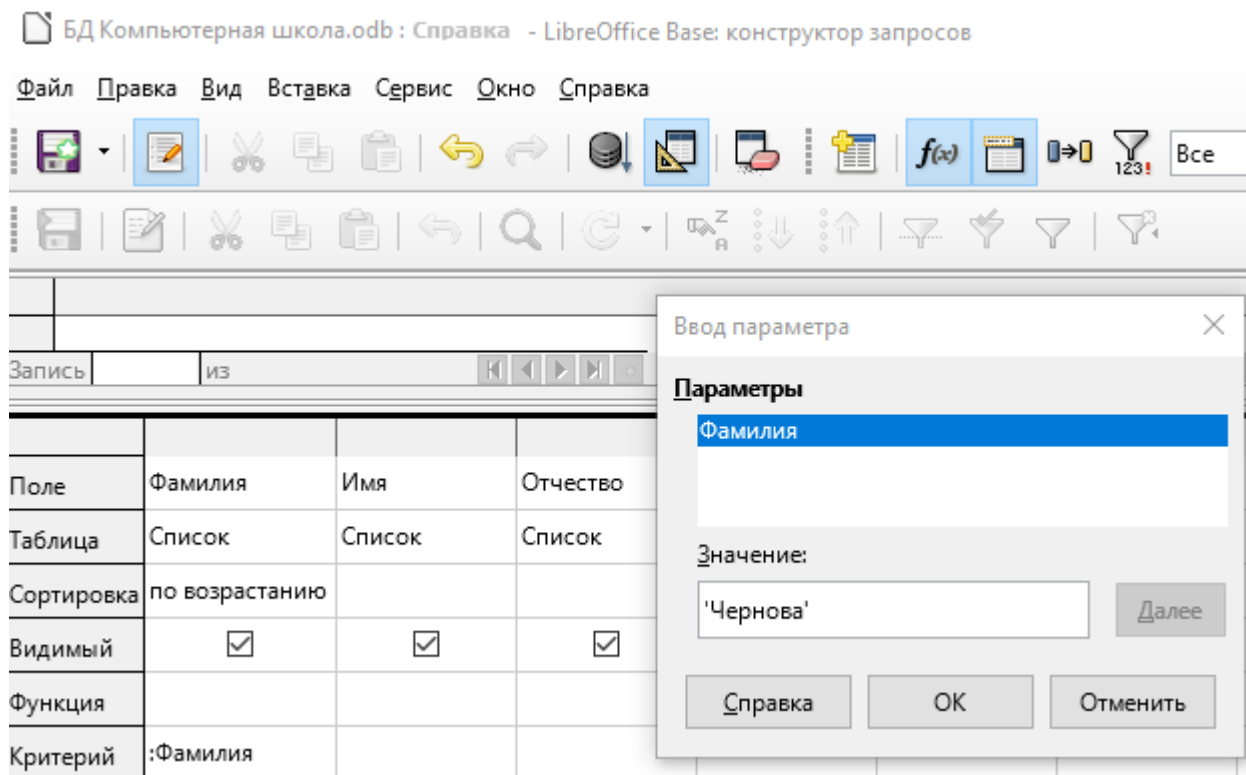 БД Компьютерная школа.odb : Справка - LibreOffice Base: конструктор запросов
Файл Правка Вид Вставка Сервис Окно Справка
f(x) 123! Все
Z
A
Ввод параметра
Запись из
Параметры
Фамилия
Поле Фамилия Имя Отчество
Таблица Список Список Список
Значение:
Сортировка по возрастанию
'Чернова' Далее
Видимый
Функция
Справка ОК Отменить
Критерий :Фамилия